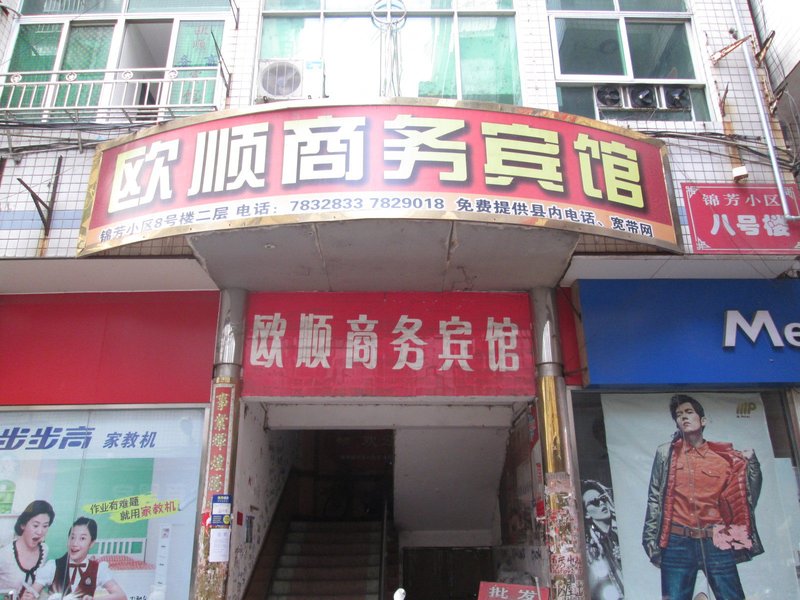 欧顺商务宾馆
锦芳小区8号楼二层 电话：7832833 7829018 免费提供县内电话、宽带网
锦芳小区
八号楼
欧顺商务宾馆
Me
步步高 家教机
作业有难题
就用家教机
MP
批发